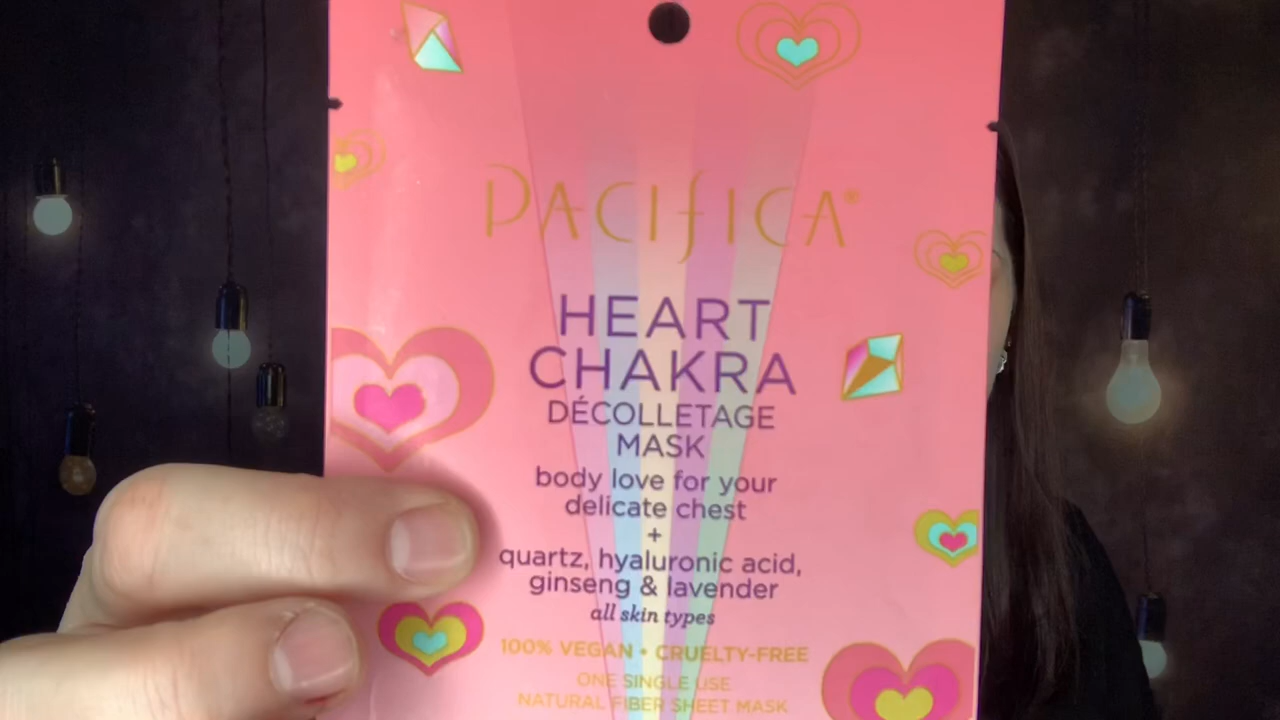 PACIFICA®
HEART
CHAKRA
DÉCOLLETAGE
MASK
body love for your
delicate chest
+
quartz, hyaluronic acid,
ginseng & lavender
all skin types
100% VEGAN • CRUELTY-FREE
ONE SINGLE USE
NATURAL FIBER SHEET MASK